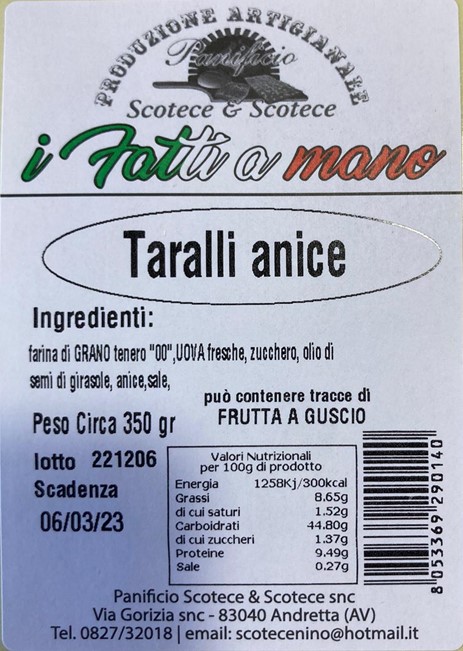 PRODUZIONE ARTIGIANALE
Panificio
Scotece & Scotece
i Fatti a mano
Taralli anice
Ingredienti:
farina di GRANO tenero "00",UOVA fresche, zucchero, olio di
semi di girasole, anice,sale,
può contenere tracce di
FRUTTA A GUSCIO
Peso Circa 350 gr
lotto 221206
Scadenza
06/03/23
Valori Nutrizionali
per 100g di prodotto
Energia 1258Kj/300kcal
Grassi 8.65g
di cui saturi 1.52g
Carboidrati 44.80g
di cui zuccheri 1.37g
Proteine 9.49g
Sale 0.27g
8 053369 290140
Panificio Scotece & Scotece snc
Via Gorizia snc - 83040 Andretta (AV)
Tel. 0827/32018 | email: scotecenino@hotmail.it